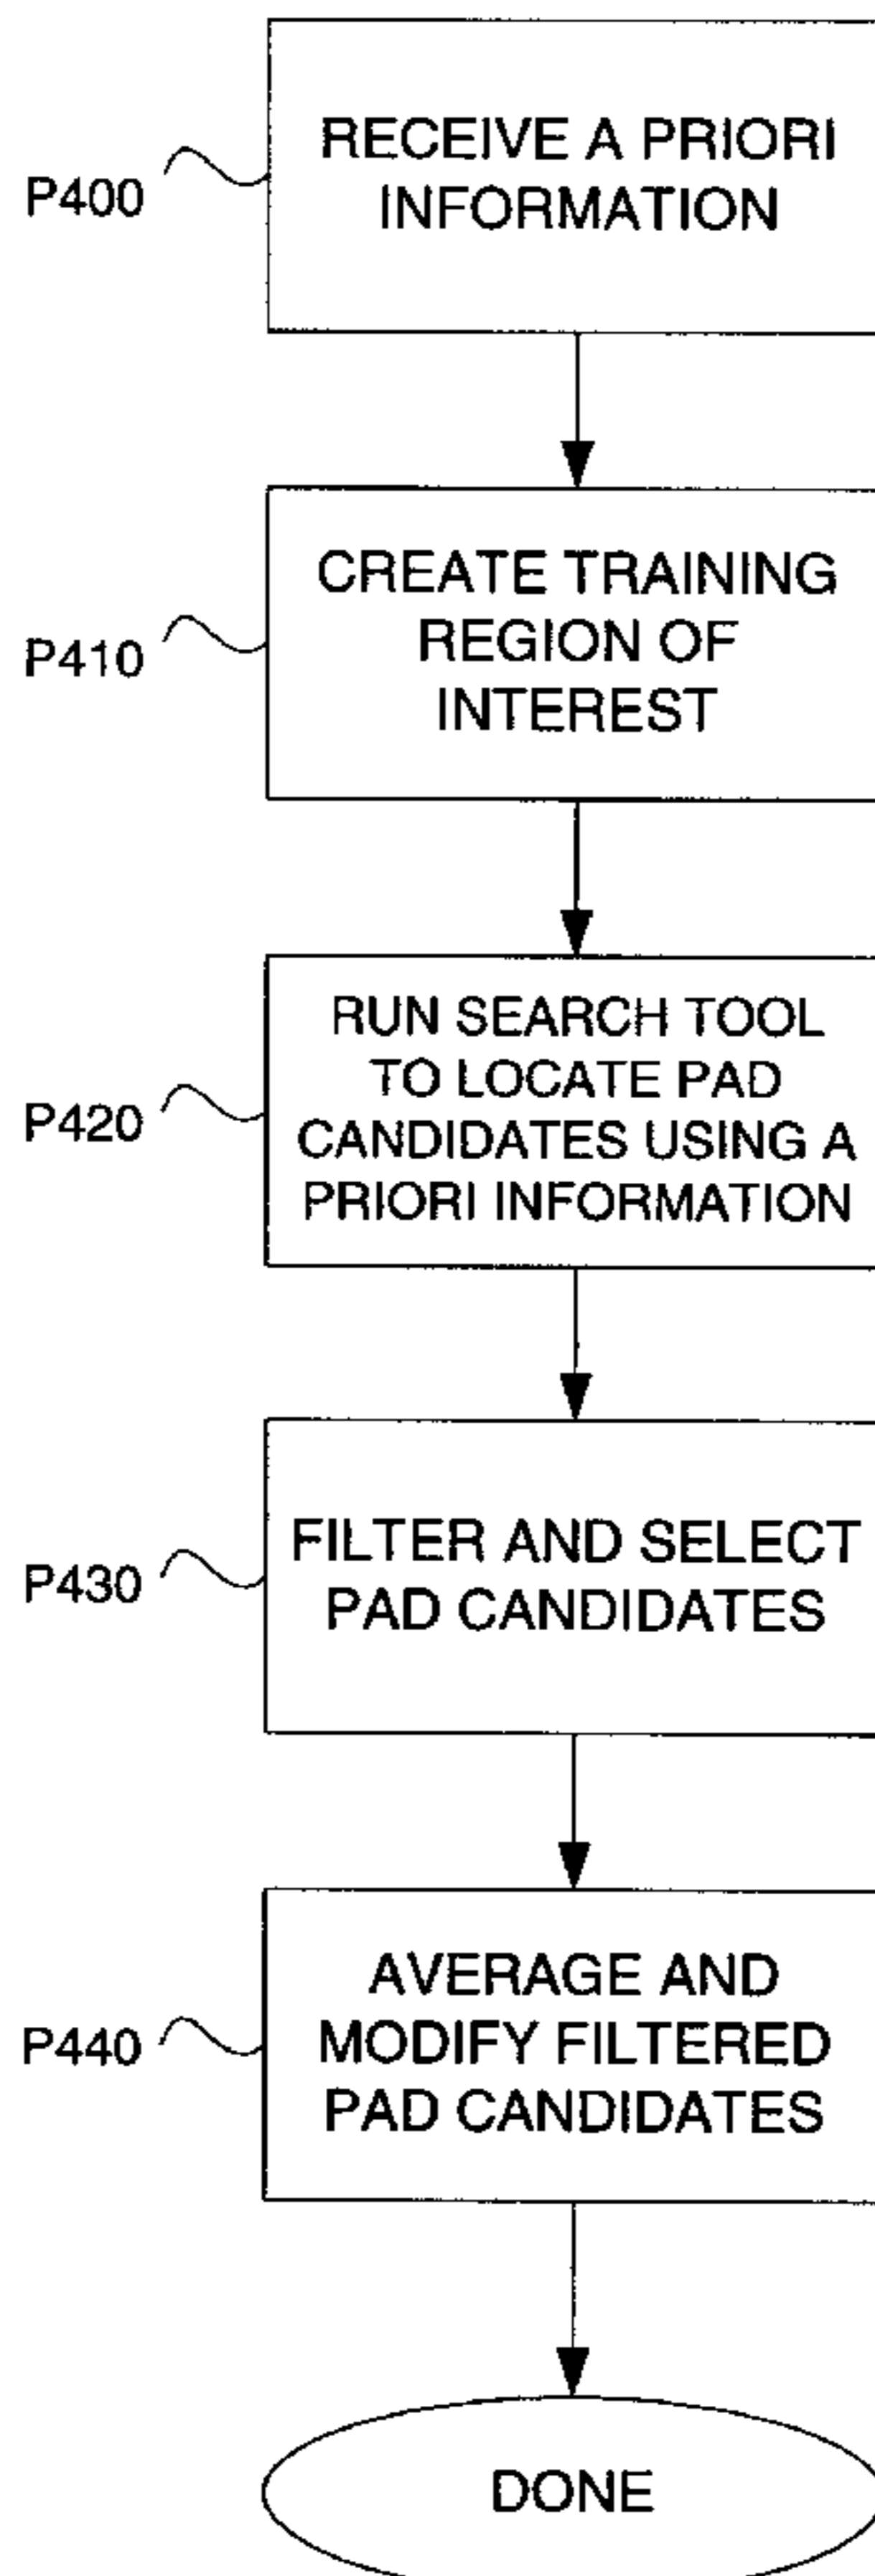 P400
RECEIVE A PRIORI
INFORMATION
P410
CREATE TRAINING
REGION OF
INTEREST
P420
RUN SEARCH TOOL
TO LOCATE PAD
CANDIDATES USING A
PRIORI INFORMATION
P430
FILTER AND SELECT
PAD CANDIDATES
P440
AVERAGE AND
MODIFY FILTERED
PAD CANDIDATES
DONE